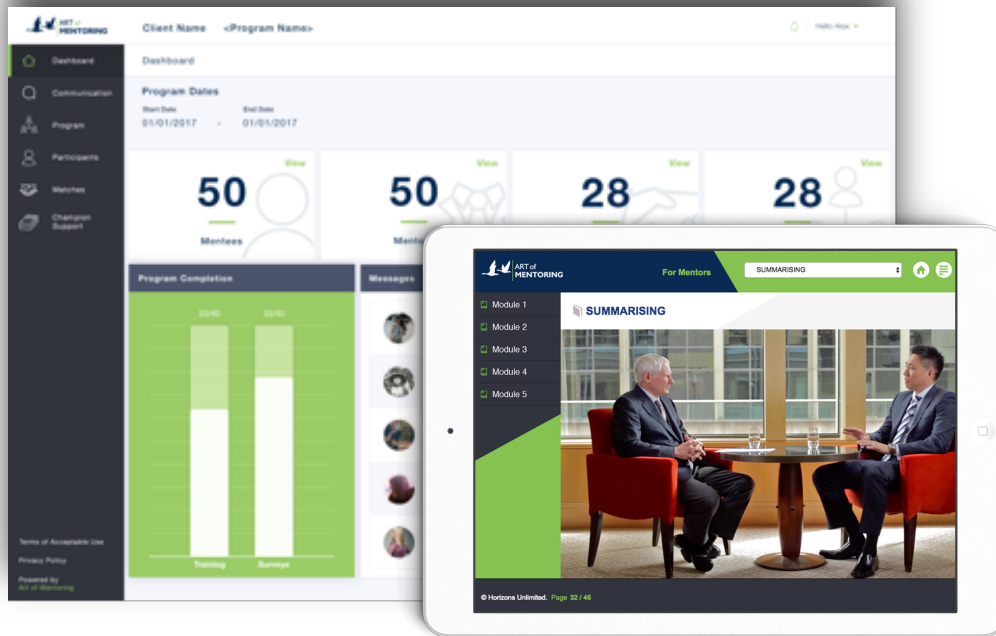 ART of
MENTORING
Client Name <Program Name>
Hello Alex
Dashboard
Communication
Program
Participants
Matches
Champion
Support
Terms of Acceptable Use
Privacy Policy
Powered by
Art of Mentoring
Dashboard
Program Dates
Start Date End Date
01/01/2017 - 01/01/2017
View
50
Mentees
View
50
View
28
View
28
Program Completion
33/40 33/40
Training Surveys
Messages
ART of
MENTORING
For Mentors
SUMMARISING
Module 1
Module 2
Module 3
Module 4
Module 5
SUMMARISING
© Horizons Unlimited. Page 32 / 46